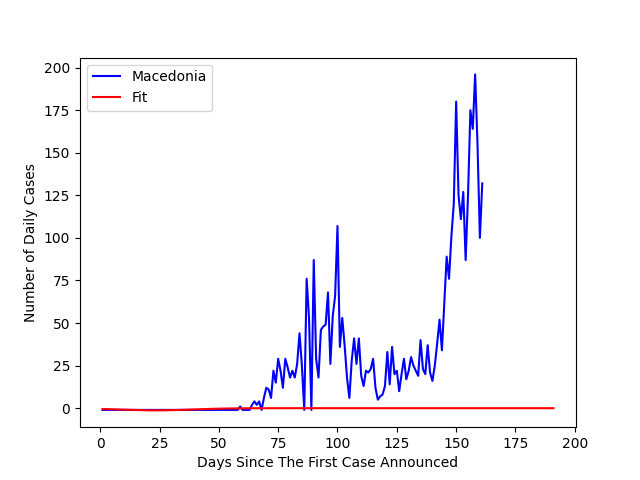 Macedonia
Fit
Number of Daily Cases
200
175
150
125
100
75
50
25
0
0 25 50 75 100 125 150 175 200
Days Since The First Case Announced